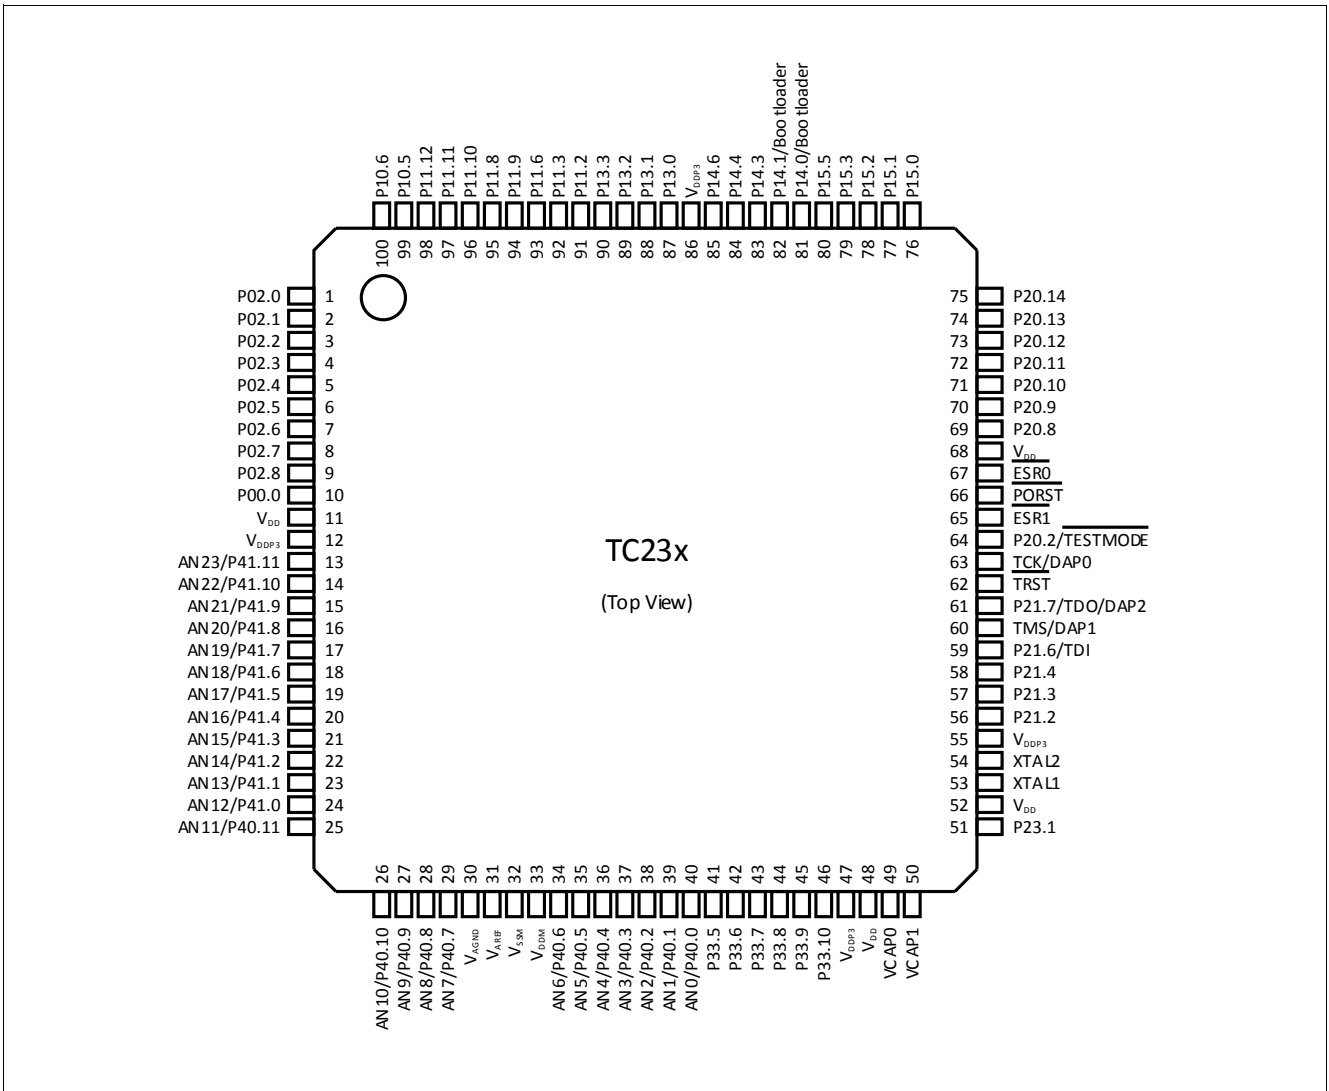 P10.6
P10.5
P11.12
P11.11
P11.10
P11.8
P11.9
P11.6
P11.3
P11.2
P13.3
P13.2
P13.1
P13.0
VDDP3
P14.6
P14.4
P14.3
P14.1/Bootloader
P14.0/Bootloader
P15.5
P15.3
P15.2
P15.1
P15.0
100
99
98
97
96
95
94
93
92
91
90
89
88
87
86
85
84
83
82
81
80
79
78
77
76
P02.0 1
P02.1 2
P02.2 3
P02.3 4
P02.4 5
P02.5 6
P02.6 7
P02.7 8
P02.8 9
P00.0 10
VDD 11
VDDP3 12
AN23/P41.11 13
AN22/P41.10 14
AN21/P41.9 15
AN20/P41.8 16
AN19/P41.7 17
AN18/P41.6 18
AN17/P41.5 19
AN16/P41.4 20
AN15/P41.3 21
AN14/P41.2 22
AN13/P41.1 23
AN12/P41.0 24
AN11/P40.11 25
TC23x
(Top View)
75 P20.14
74 P20.13
73 P20.12
72 P20.11
71 P20.10
70 P20.9
69 P20.8
68 VDD
67 ESR0
66 PORST
65 ESR1
64 P20.2/TESTMODE
63 TCK/DAP0
62 TRST
61 P21.7/TDO/DAP2
60 TMS/DAP1
59 P21.6/TDI
58 P21.4
57 P21.3
56 P21.2
55 VDDP3
54 XTAL2
53 XTAL1
52 VDD
51 P23.1
26
27
28
29
30
31
32
33
34
35
36
37
38
39
40
41
42
43
44
45
46
47
48
49
50
AN10/P40.10
AN9/P40.9
AN8/P40.8
AN7/P40.7
VAGND
VAREF
VSSM
VDDM
AN6/P40.6
AN5/P40.5
AN4/P40.4
AN3/P40.3
AN2/P40.2
AN1/P40.1
AN0/P40.0
P33.5
P33.6
P33.7
P33.8
P33.9
P33.10
VDDP3
VDD
VCAP0
VCAP1